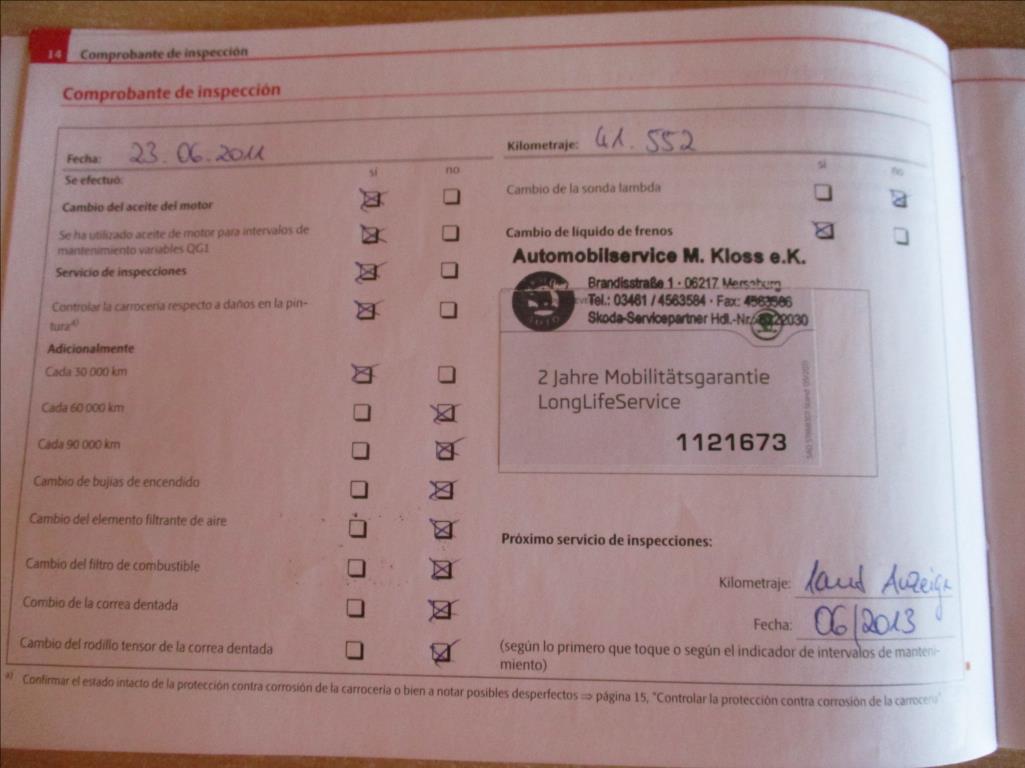 14 Comprobante de inspección
Comprobante de inspección
Fecha: 23.06.2011
Kilometraje: 41.552
sí no
Se efectuó:
Cambio del aceite del motor
Se ha utilizado aceite de motor para intervalos de
mantenimiento variables QG1
Servicio de inspecciones
Controlar la carrocería respecto a daños en la pin-
tura a)
Adicionalmente
Cada 30 000 km
Cada 60 000 km
Cada 90 000 km
Cambio de bujías de encendido
Cambio del elemento filtrante de aire
Cambio del filtro de combustible
Combio de la correa dentada
Cambio del rodillo tensor de la correa dentada
sí no
Cambio de la sonda lambda
Cambio de líquido de frenos
Automobilservice M. Kloss e.K.
Brandisstraße 1 · 06217 Merseburg
Tel.: 03461 / 4563584 · Fax: 4563586
Skoda-Servicepartner Hdl.-Nr.
2 Jahre Mobilitätsgarantie
LongLifeService
1121673
Próximo servicio de inspecciones:
Kilometraje: laut Anzeige
Fecha: 06/2013
(según lo primero que toque o según el indicador de intervalos de manteni-
miento)
a) Confirmar el estado intacto de la protección contra corrosión de la carrocería o bien a notar posibles desperfectos ⇒ página 15, "Controlar la protección contra corrosión de la carrocería"